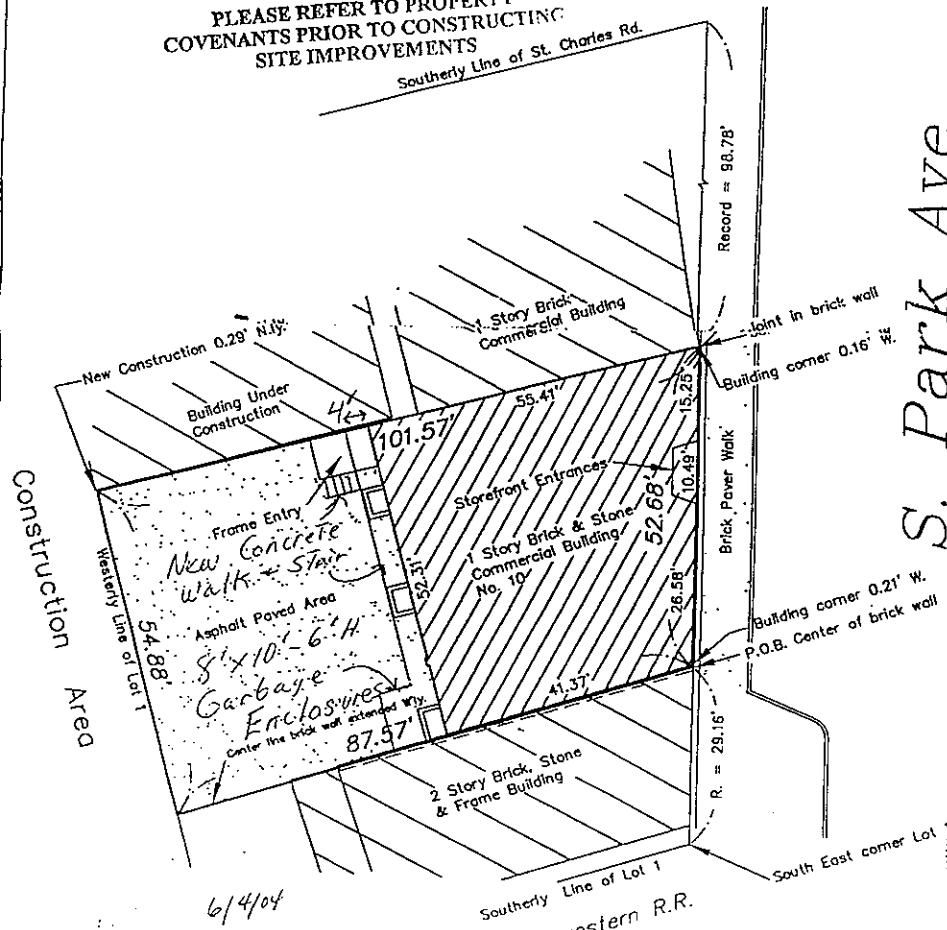 PLEASE REFER TO PROPERTY
COVENANTS PRIOR TO CONSTRUCTING
SITE IMPROVEMENTS
Southerly Line of St. Charles Rd.
Record = 98.78'
S. Park Ave
Joint in brick wall
Building corner 0.16' W.
1 Story Brick
Commercial Building
New Construction 0.29' N.ly.
Building Under
Construction
4'
101.57'
55.41'
15.25'
Storefront Entrances
10.49'
52.68'
Brick Paver Walk
1 Story Brick & Stone
Commercial Building
No. 10
26.58'
52.31'
Frame Entry
New Concrete
Walk + Stair
Asphalt Paved Area
8'x10'-6'H
Garbage
Enclosures
Center line brick wall extended W'ly.
Westerly Line of Lot 1
54.88'
Construction Area
87.57'
41.37'
Building corner 0.21' W.
P.O.B. Center of brick wall
R. = 29.16'
2 Story Brick, Stone
& Frame Building
South East corner Lot
Southerly Line of Lot 1
estern R.R.
6/4/04